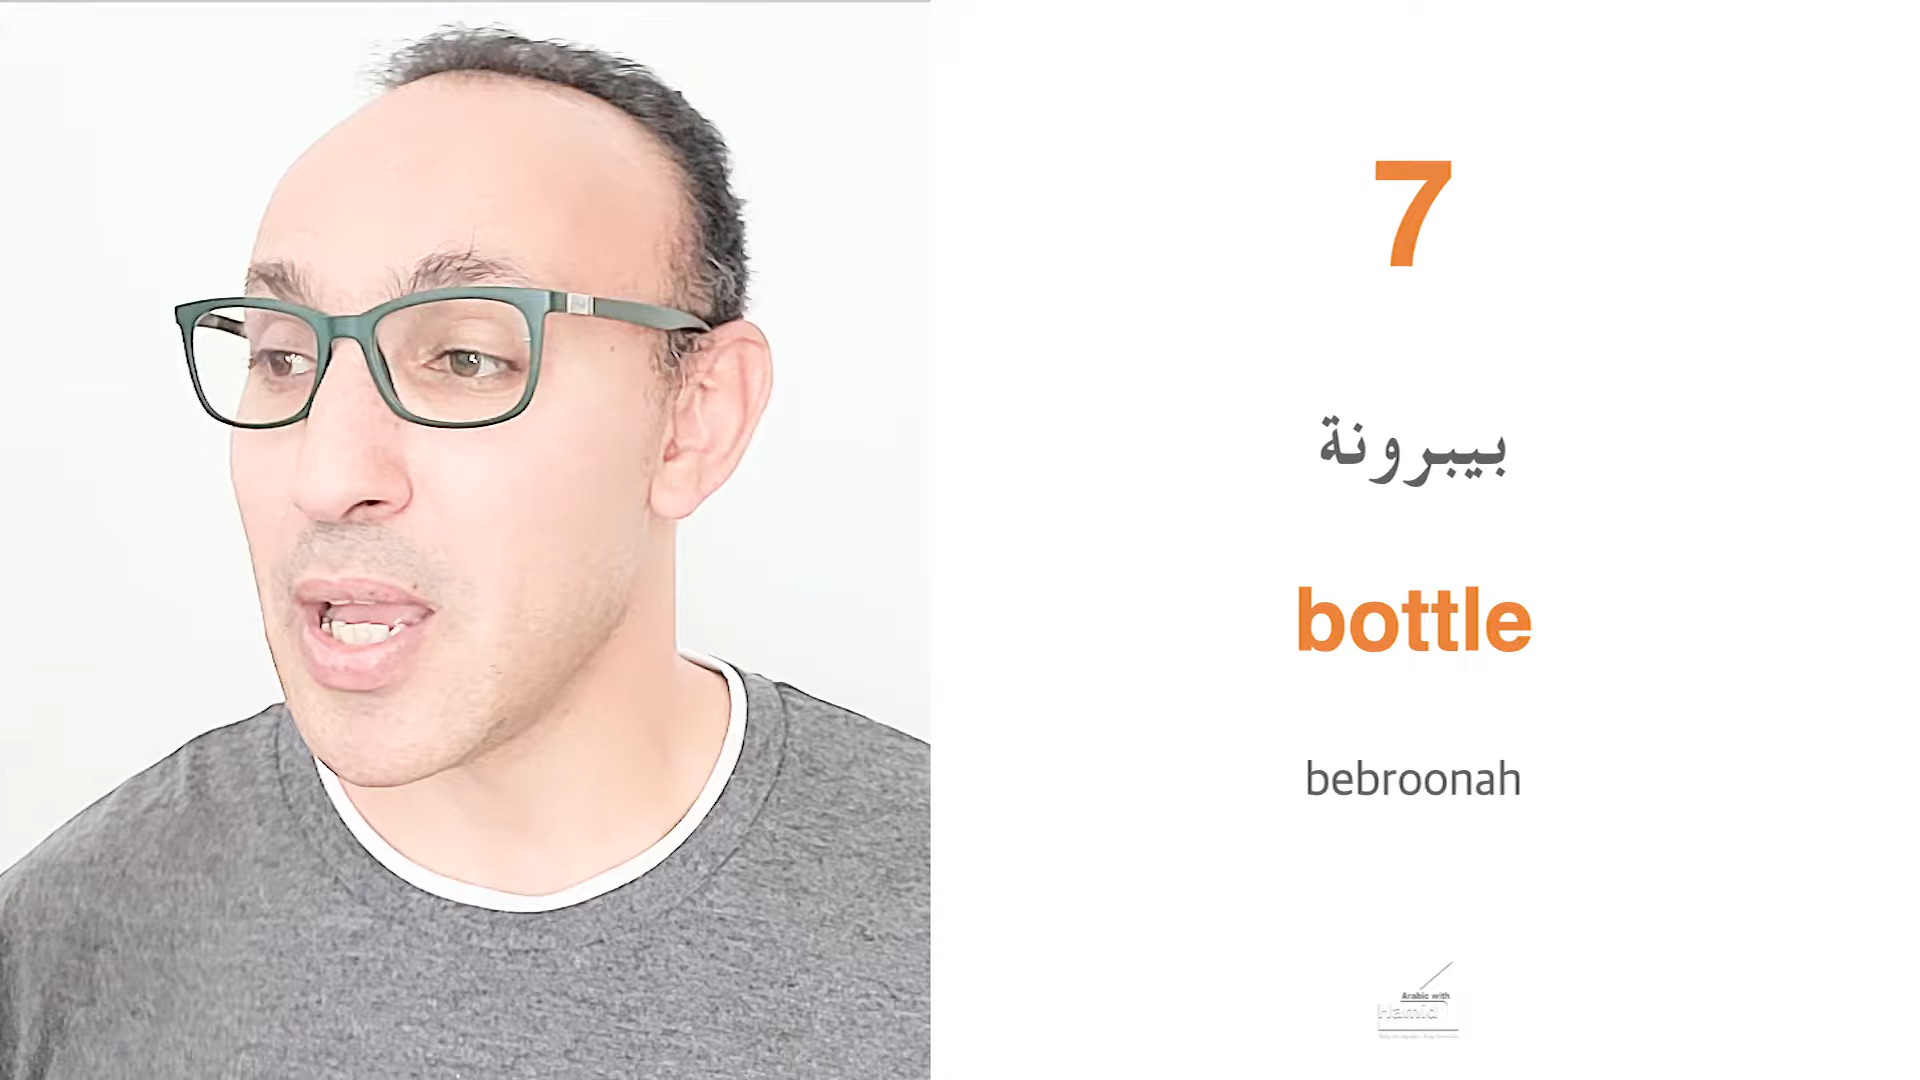 7
بيبرونة
bottle
bebroonah
Arabic with
Hamid